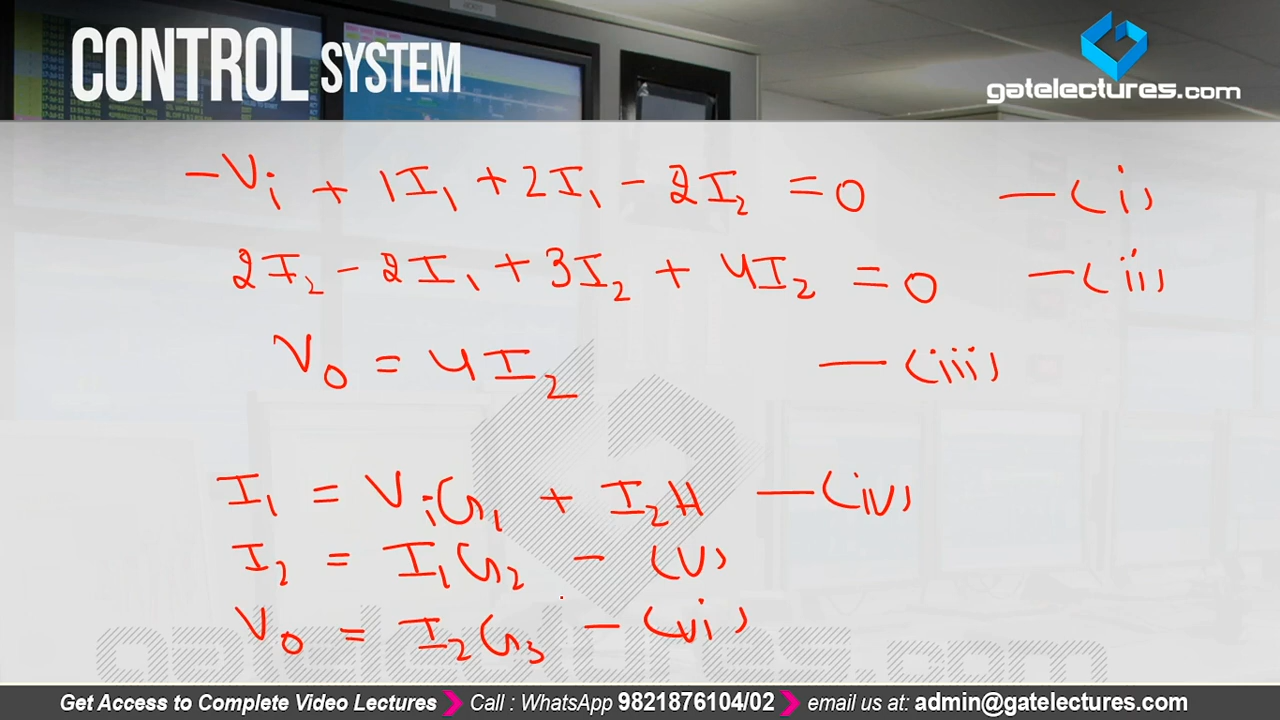 CONTROL SYSTEM
gatelectures.com
-Vi + 1I₁ + 2I₁ - 2I₂ = 0 —(i)
2I₂ - 2I₁ + 3I₂ + 4I₂ = 0 —(ii)
V₀ = 4I₂ —(iii)
I₁ = ViG₁ + I₂H —(iv)
I₂ = I₁G₂ —(v)
V₀ = I₂G₃ —(vi)
gatelectures.com
Get Access to Complete Video Lectures Call : WhatsApp 9821876104/02 email us at: admin@gatelectures.com